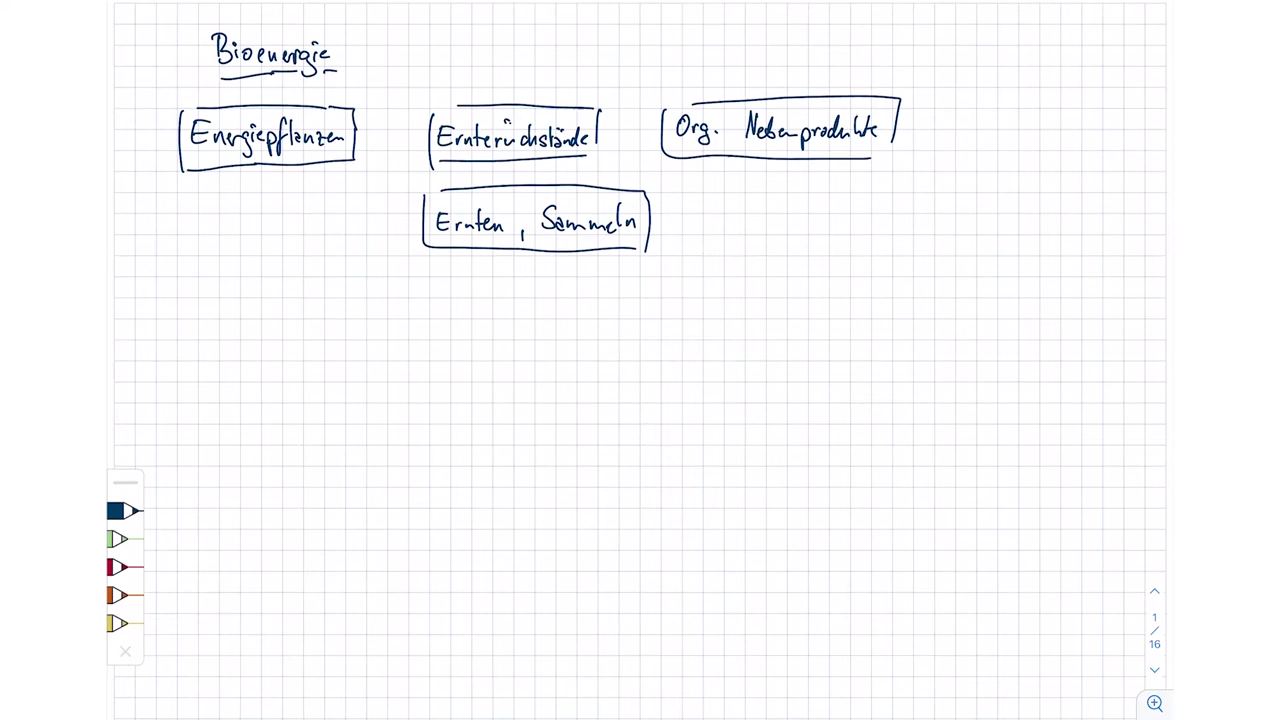 Bioenergie
Energiepflanzen Ernterückstände Org. Nebenprodukte
Ernten, Sammeln
1
/
16